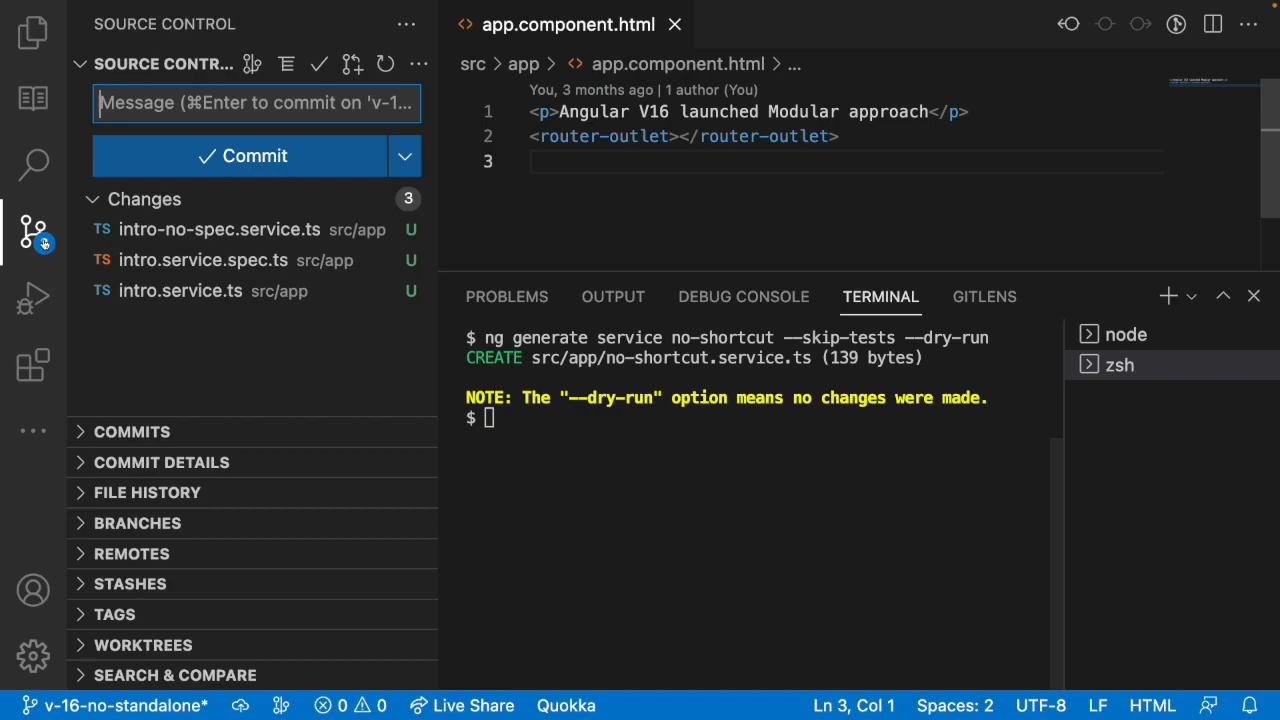 SOURCE CONTROL
SOURCE CONTR...
Message (⌘Enter to commit on 'v-1...
Commit
Changes
3
TS intro-no-spec.service.ts src/app U
TS intro.service.spec.ts src/app U
TS intro.service.ts src/app U
COMMITS
COMMIT DETAILS
FILE HISTORY
BRANCHES
REMOTES
STASHES
TAGS
WORKTREES
SEARCH & COMPARE
app.component.html
src > app > app.component.html > ...
You, 3 months ago | 1 author (You)
1 <p>Angular V16 launched Modular approach</p>
2 <router-outlet></router-outlet>
3
PROBLEMS OUTPUT DEBUG CONSOLE TERMINAL GITLENS
$ ng generate service no-shortcut --skip-tests --dry-run
CREATE src/app/no-shortcut.service.ts (139 bytes)
NOTE: The "--dry-run" option means no changes were made.
$
node
zsh
v-16-no-standalone* 0 0 Live Share Quokka Ln 3, Col 1 Spaces: 2 UTF-8 LF HTML